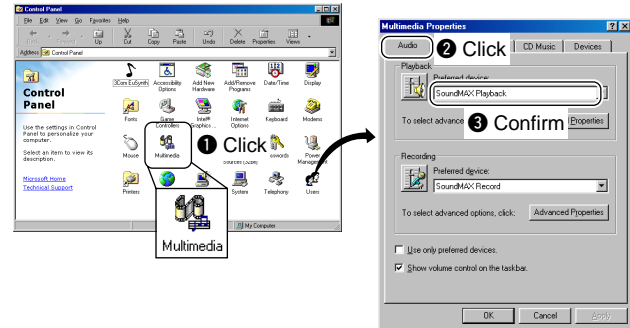 Control Panel
File Edit View Go Favorites Help
Up Cut Copy Paste Undo Delete Properties Views
Address Control Panel
Control
Panel
Use the settings in Control
Panel to personalize your
computer.
Select an item to view its
description.
Microsoft Home
Technical Support
3Com EuSynth
Accessibility
Options
Add New
Hardware
Add/Remove
Programs
Date/Time
Display
Fonts
Game
Controllers
Intel®
Graphics ...
Internet
Options
Keyboard
Modems
Mouse
Multimedia
❶ Click
Sources (32bit)
Power
Management
Printers
System
Telephony
Users
My Computer
Multimedia
Multimedia Properties
Audio
❷ Click
CD Music
Devices
Playback
Preferred device:
SoundMAX Playback
To select advance
❸ Confirm
Properties
Recording
Preferred device:
SoundMAX Record
To select advanced options, click:
Advanced Properties
Use only preferred devices.
Show volume control on the taskbar.
OK Cancel Apply